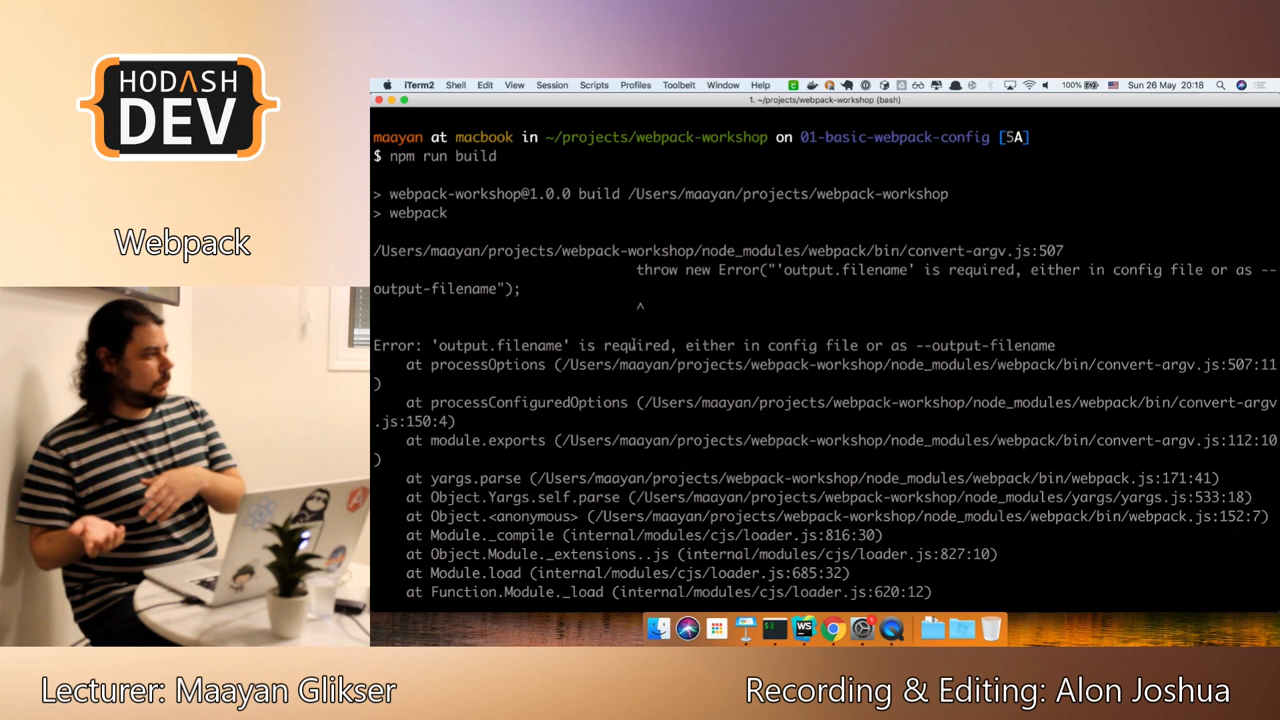 HODASH
DEV
Webpack
iTerm2 Shell Edit View Session Scripts Profiles Toolbelt Window Help 100% Sun 26 May 20:18
1. ~/projects/webpack-workshop (bash)
maayan at macbook in ~/projects/webpack-workshop on 01-basic-webpack-config [5A]
$ npm run build
> webpack-workshop@1.0.0 build /Users/maayan/projects/webpack-workshop
> webpack
/Users/maayan/projects/webpack-workshop/node_modules/webpack/bin/convert-argv.js:507
throw new Error("'output.filename' is required, either in config file or as --
output-filename");
^
Error: 'output.filename' is required, either in config file or as --output-filename
at processOptions (/Users/maayan/projects/webpack-workshop/node_modules/webpack/bin/convert-argv.js:507:11
)
at processConfiguredOptions (/Users/maayan/projects/webpack-workshop/node_modules/webpack/bin/convert-argv
.js:150:4)
at module.exports (/Users/maayan/projects/webpack-workshop/node_modules/webpack/bin/convert-argv.js:112:10
)
at yargs.parse (/Users/maayan/projects/webpack-workshop/node_modules/webpack/bin/webpack.js:171:41)
at Object.Yargs.self.parse (/Users/maayan/projects/webpack-workshop/node_modules/yargs/yargs.js:533:18)
at Object.<anonymous> (/Users/maayan/projects/webpack-workshop/node_modules/webpack/bin/webpack.js:152:7)
at Module._compile (internal/modules/cjs/loader.js:816:30)
at Object.Module._extensions..js (internal/modules/cjs/loader.js:827:10)
at Module.load (internal/modules/cjs/loader.js:685:32)
at Function.Module._load (internal/modules/cjs/loader.js:620:12)
WS
Lecturer: Maayan Glikser
Recording & Editing: Alon Joshua